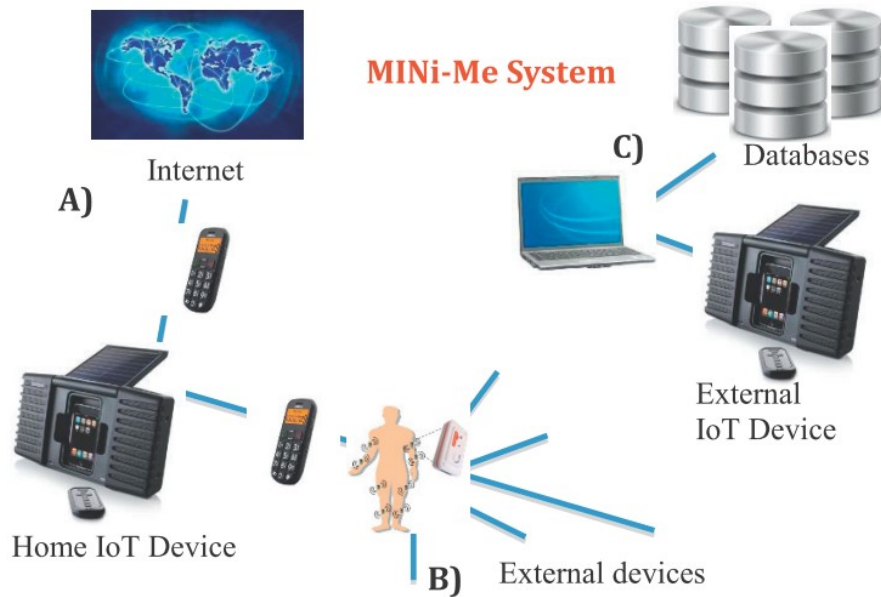 MINi-Me System
C)
Databases
Internet
A)
External
IoT Device
Home IoT Device
B)
External devices